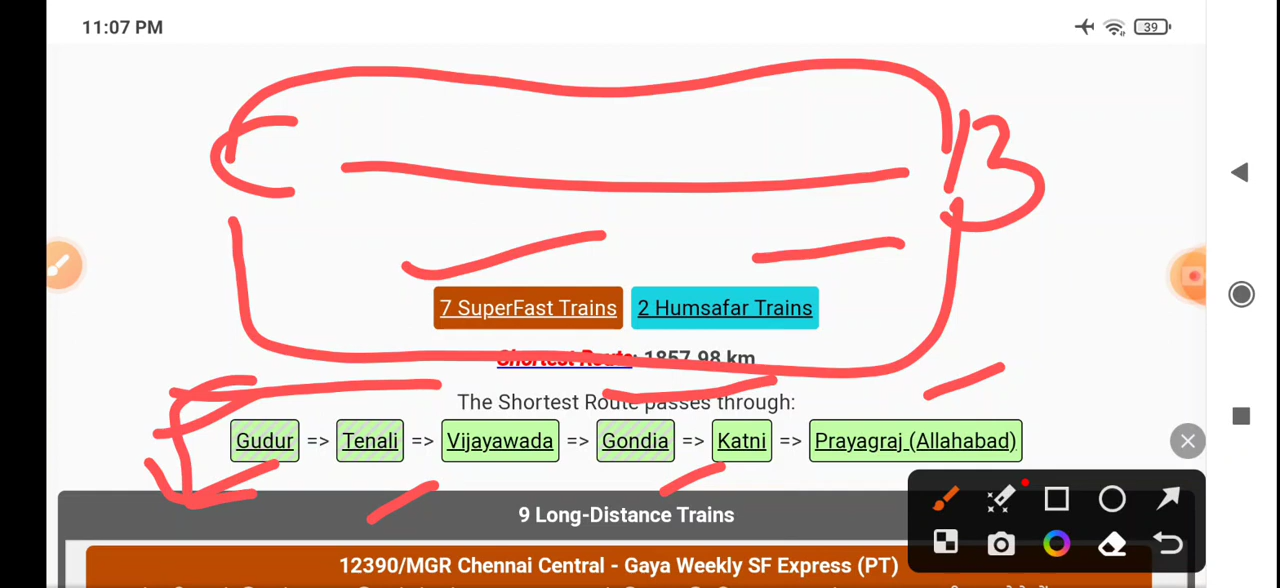 11:07 PM
39
C B
7 SuperFast Trains 2 Humsafar Trains
Shortest Route: 1857.98 km
The Shortest Route passes through:
Gudur => Tenali => Vijayawada => Gondia => Katni => Prayagraj (Allahabad)
9 Long-Distance Trains
12390/MGR Chennai Central - Gaya Weekly SF Express (PT)